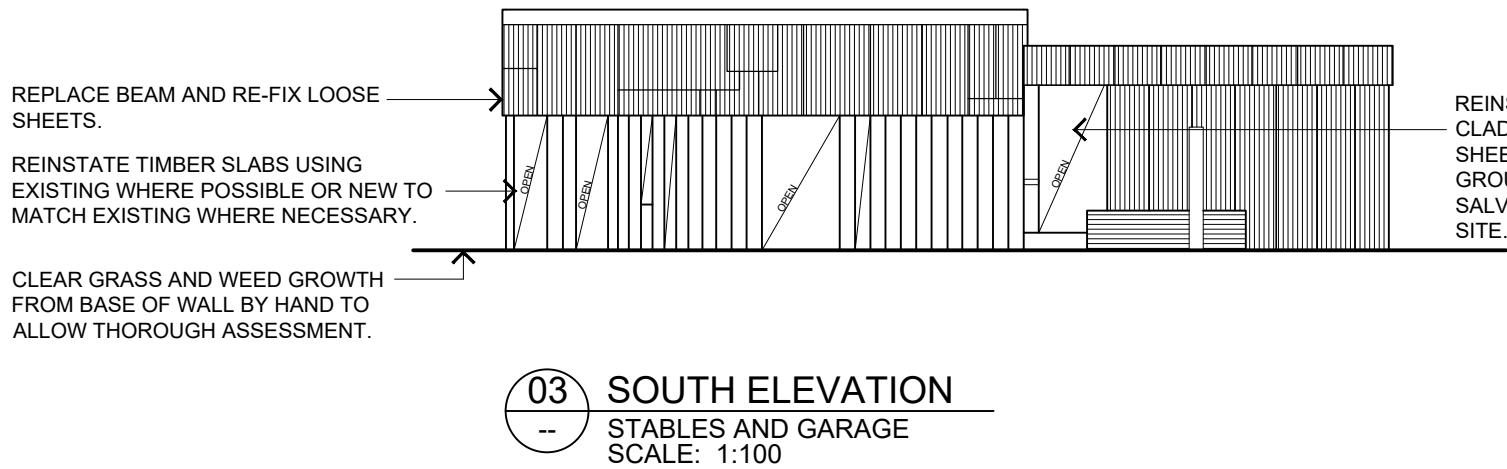 REPLACE BEAM AND RE-FIX LOOSE
SHEETS.
REINSTATE TIMBER SLABS USING
EXISTING WHERE POSSIBLE OR NEW TO
MATCH EXISTING WHERE NECESSARY.
CLEAR GRASS AND WEED GROWTH
FROM BASE OF WALL BY HAND TO
ALLOW THOROUGH ASSESSMENT.
OPEN
OPEN
OPEN
OPEN
REINS
CLAD
SHEE
GROU
SALV
SITE.
03
--
SOUTH ELEVATION
STABLES AND GARAGE
SCALE: 1:100